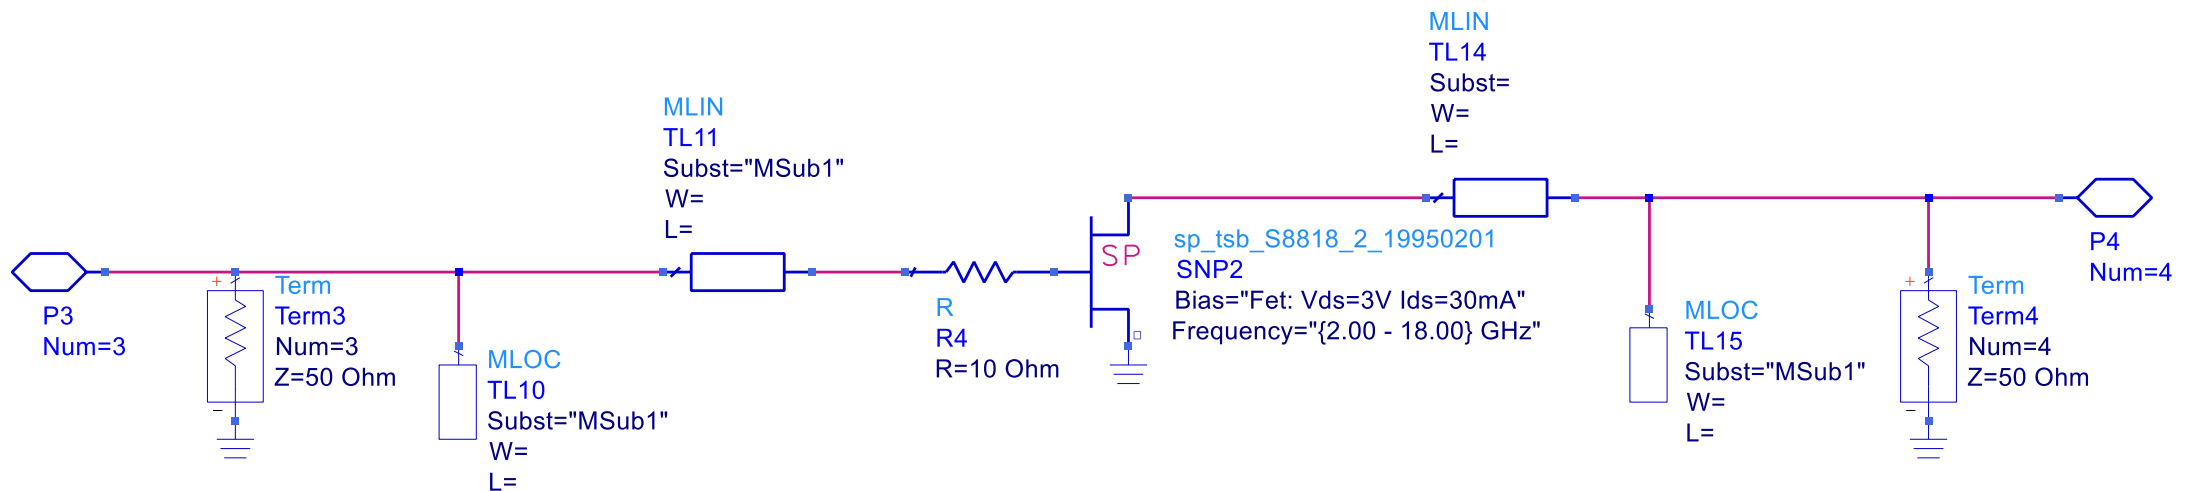 MLIN
TL14
Subst=
W=
L=
MLIN
TL11
Subst="MSub1"
W=
L=
P3
Num=3
+
Term
Term3
Num=3
Z=50 Ohm
−
MLOC
TL10
Subst="MSub1"
W=
L=
R
R4
R=10 Ohm
SP
sp_tsb_S8818_2_19950201
SNP2
Bias="Fet: Vds=3V Ids=30mA"
Frequency="{2.00 - 18.00} GHz"
MLOC
TL15
Subst="MSub1"
W=
L=
+
Term
Term4
Num=4
Z=50 Ohm
−
P4
Num=4